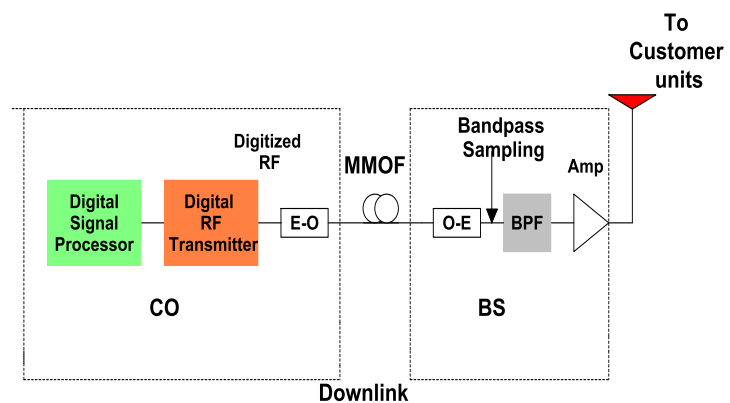 To
Customer
units
Digitized
RF
MMOF
Bandpass
Sampling
Amp
Digital
Signal
Processor
Digital
RF
Transmitter
E-O
O-E
BPF
CO
BS
Downlink